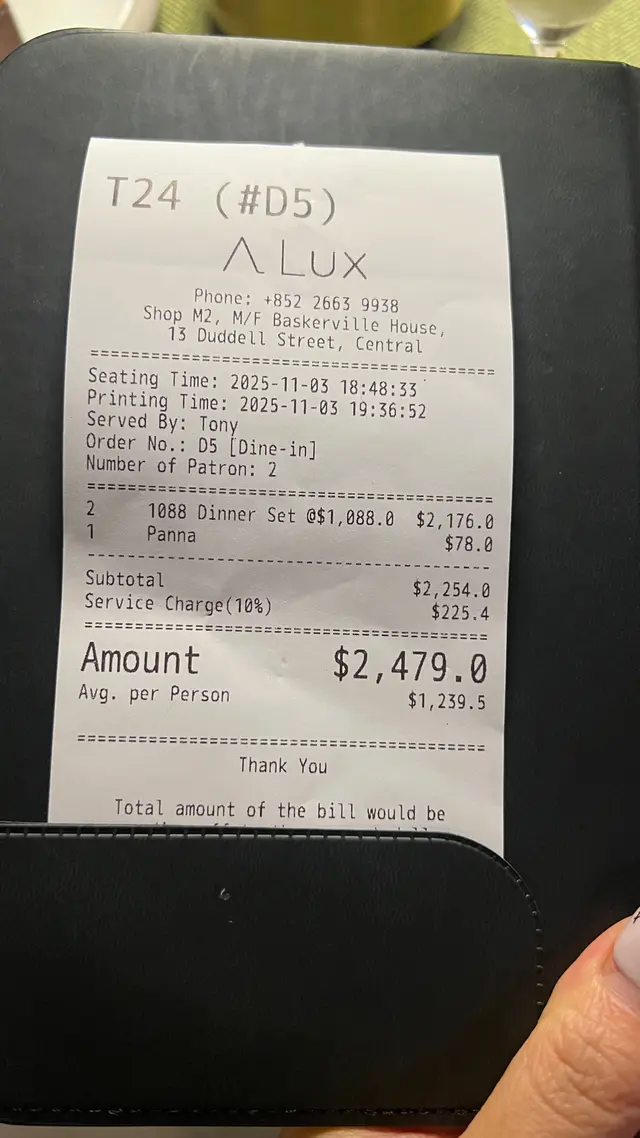 T24 (#D5)
Λ LUX
Phone: +852 2663 9938
Shop M2, M/F Baskerville House,
13 Duddell Street, Central
================================================
Seating Time: 2025-11-03 18:48:33
Printing Time: 2025-11-03 19:36:52
Served By: Tony
Order No.: D5 [Dine-in]
Number of Patron: 2
================================================
2 1088 Dinner Set @$1,088.0 $2,176.0
1 Panna $78.0
------------------------------------------------
Subtotal $2,254.0
Service Charge(10%) $225.4
================================================
Amount $2,479.0
Avg. per Person $1,239.5
================================================
Thank You
Total amount of the bill would be